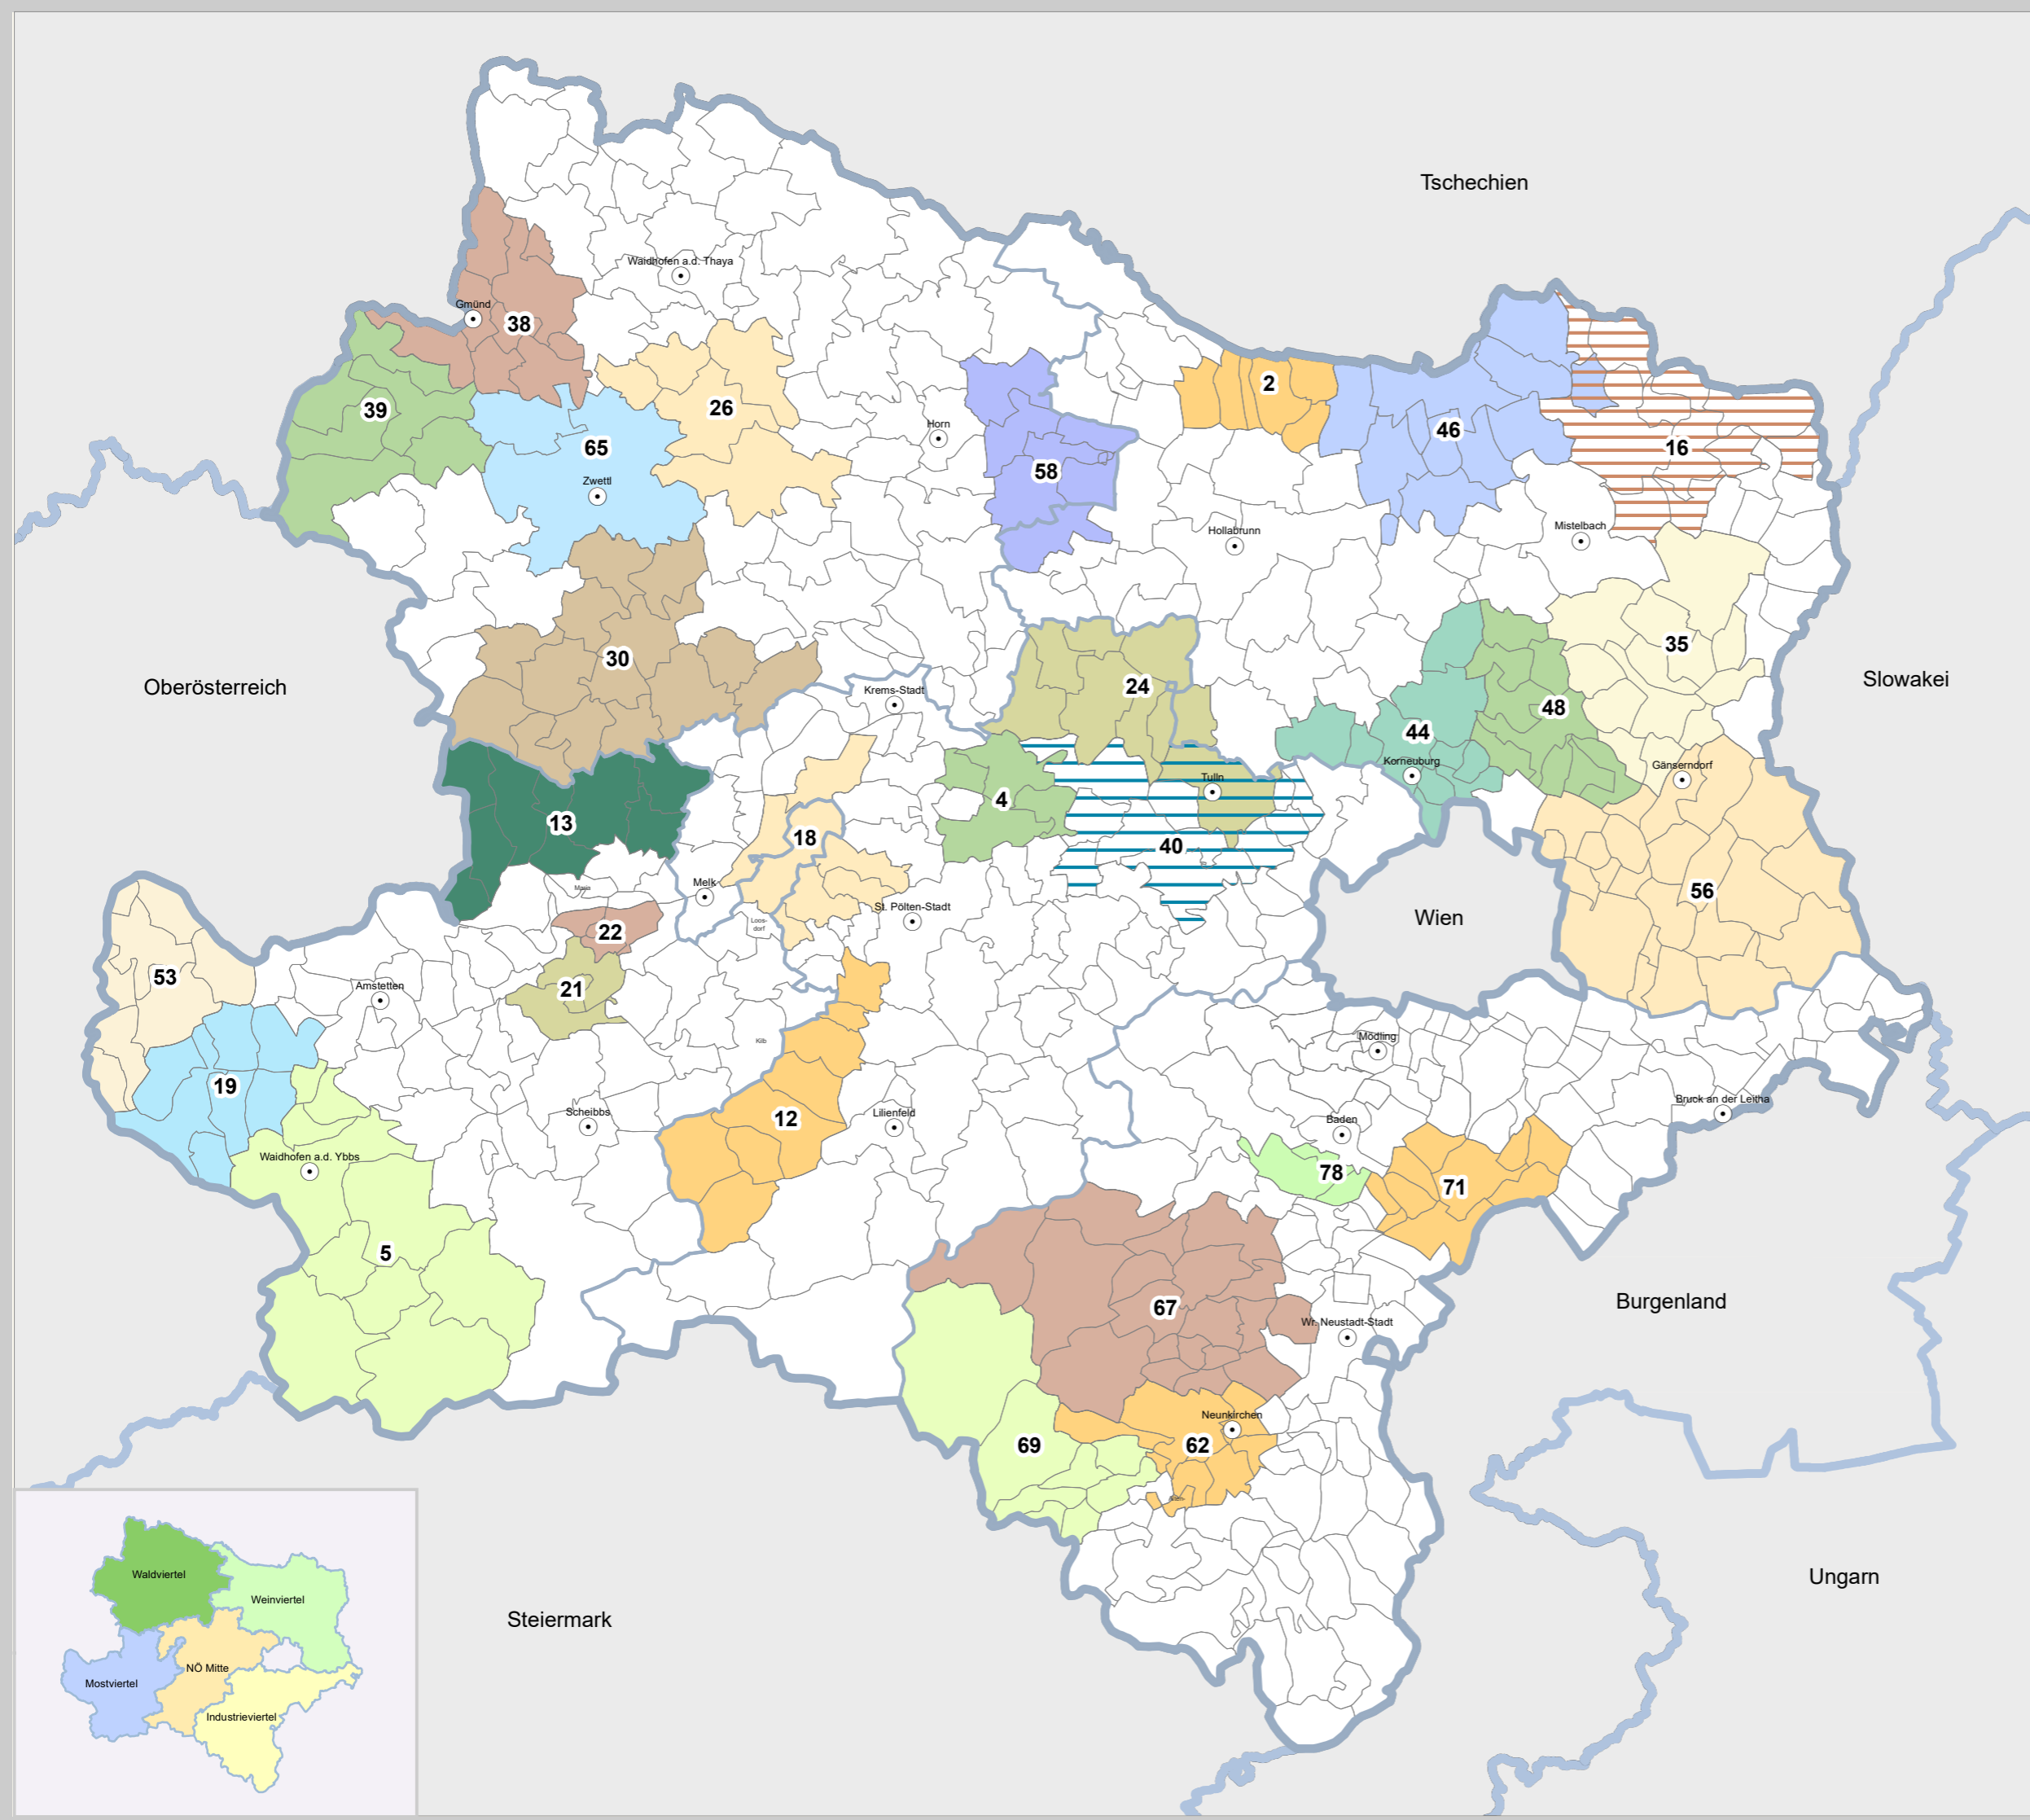 Tschechien
Waidhofen a.d. Thaya
Gmünd
38
2
39
26
Horn
46
65
16
58
Zwettl
Mistelbach
Hollabrunn
35
30
Oberösterreich
Slowakei
24
Krems-Stadt
48
44
Korneuburg
Gänserndorf
Tulln
4
13
18
40
Melk
56
St. Pölten-Stadt
Loos-
dorf
Wien
22
53
Amstetten
21
Mödling
Kilb
19
Bruck an der Leitha
Scheibbs
12
Lilienfeld
Baden
Waidhofen a.d. Ybbs
78
71
5
67
Burgenland
Wr. Neustadt-Stadt
Neunkirchen
69
62
Waldviertel
Ungarn
Weinviertel
Steiermark
NÖ Mitte
Mostviertel
Industrieviertel